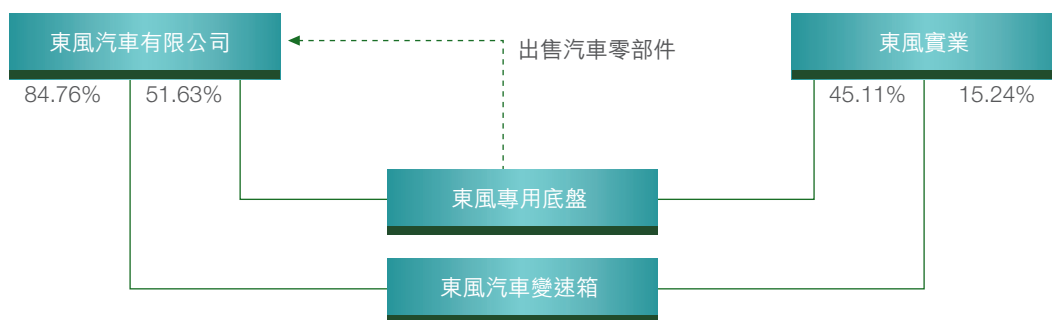 東風汽車有限公司
出售汽車零部件
東風實業
84.76%
51.63%
45.11%
15.24%
東風專用底盤
東風汽車變速箱